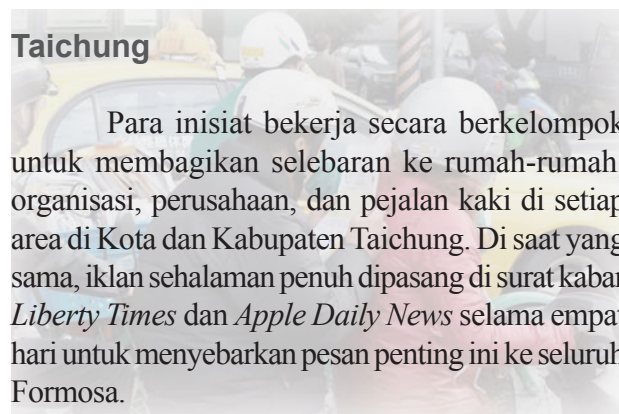 Taichung
Para inisiat bekerja secara berkelompok
untuk membagikan selebaran ke rumah-rumah
organisasi, perusahaan, dan pejalan kaki di setiap
area di Kota dan Kabupaten Taichung. Di saat yang
sama, iklan sehalaman penuh dipasang di surat kabar
Liberty Times dan Apple Daily News selama empat
hari untuk menyebarkan pesan penting ini ke seluruh
Formosa.